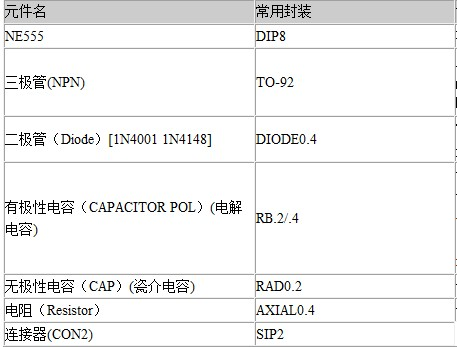 元件名 常用封装
NE555 DIP8
三极管(NPN) TO-92
二极管（Diode）[1N4001 1N4148] DIODE0.4
有极性电容（CAPACITOR POL）(电解
电容) RB.2/.4
无极性电容（CAP）(瓷介电容) RAD0.2
电阻（Resistor） AXIAL0.4
连接器(CON2) SIP2